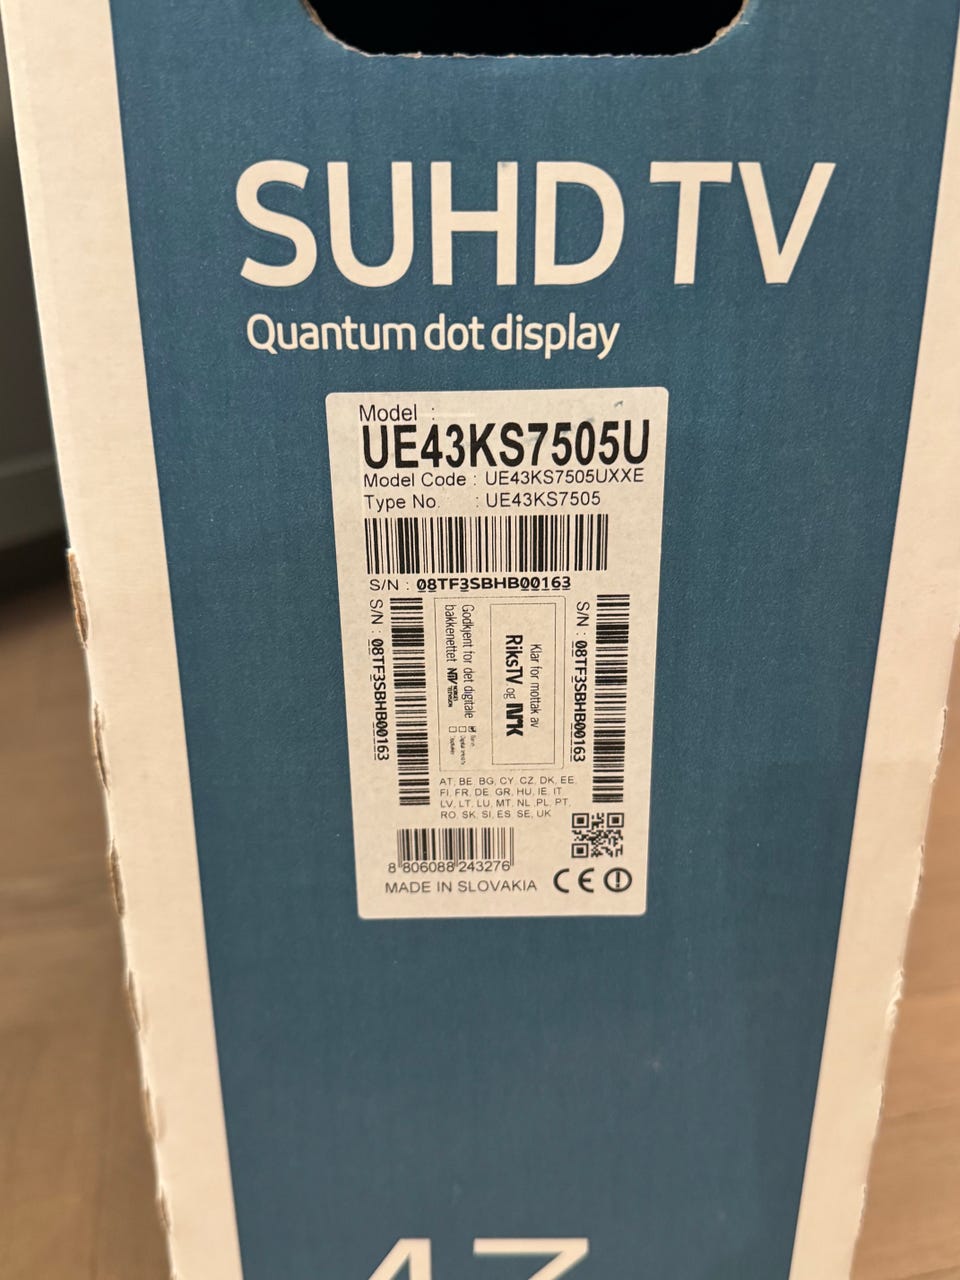 SUHD TV
Quantum dot display
Model :
UE43KS7505U
Model Code : UE43KS7505UXXE
Type No. : UE43KS7505
S/N : 08TF3SBHB00163
S/N : 08TF3SBHB00163
Godkjent for det digitale
bakkenettet NTV
Klar for mottak av
RiksTV og NRK
S/N : 08TF3SBHB00163
AT, BE, BG, CY, CZ, DK, EE,
FI, FR, DE, GR, HU, IE, IT,
LV, LT, LU, MT, NL, PL, PT,
RO, SK, SI, ES, SE, UK
8 806088 243276
MADE IN SLOVAKIA CE